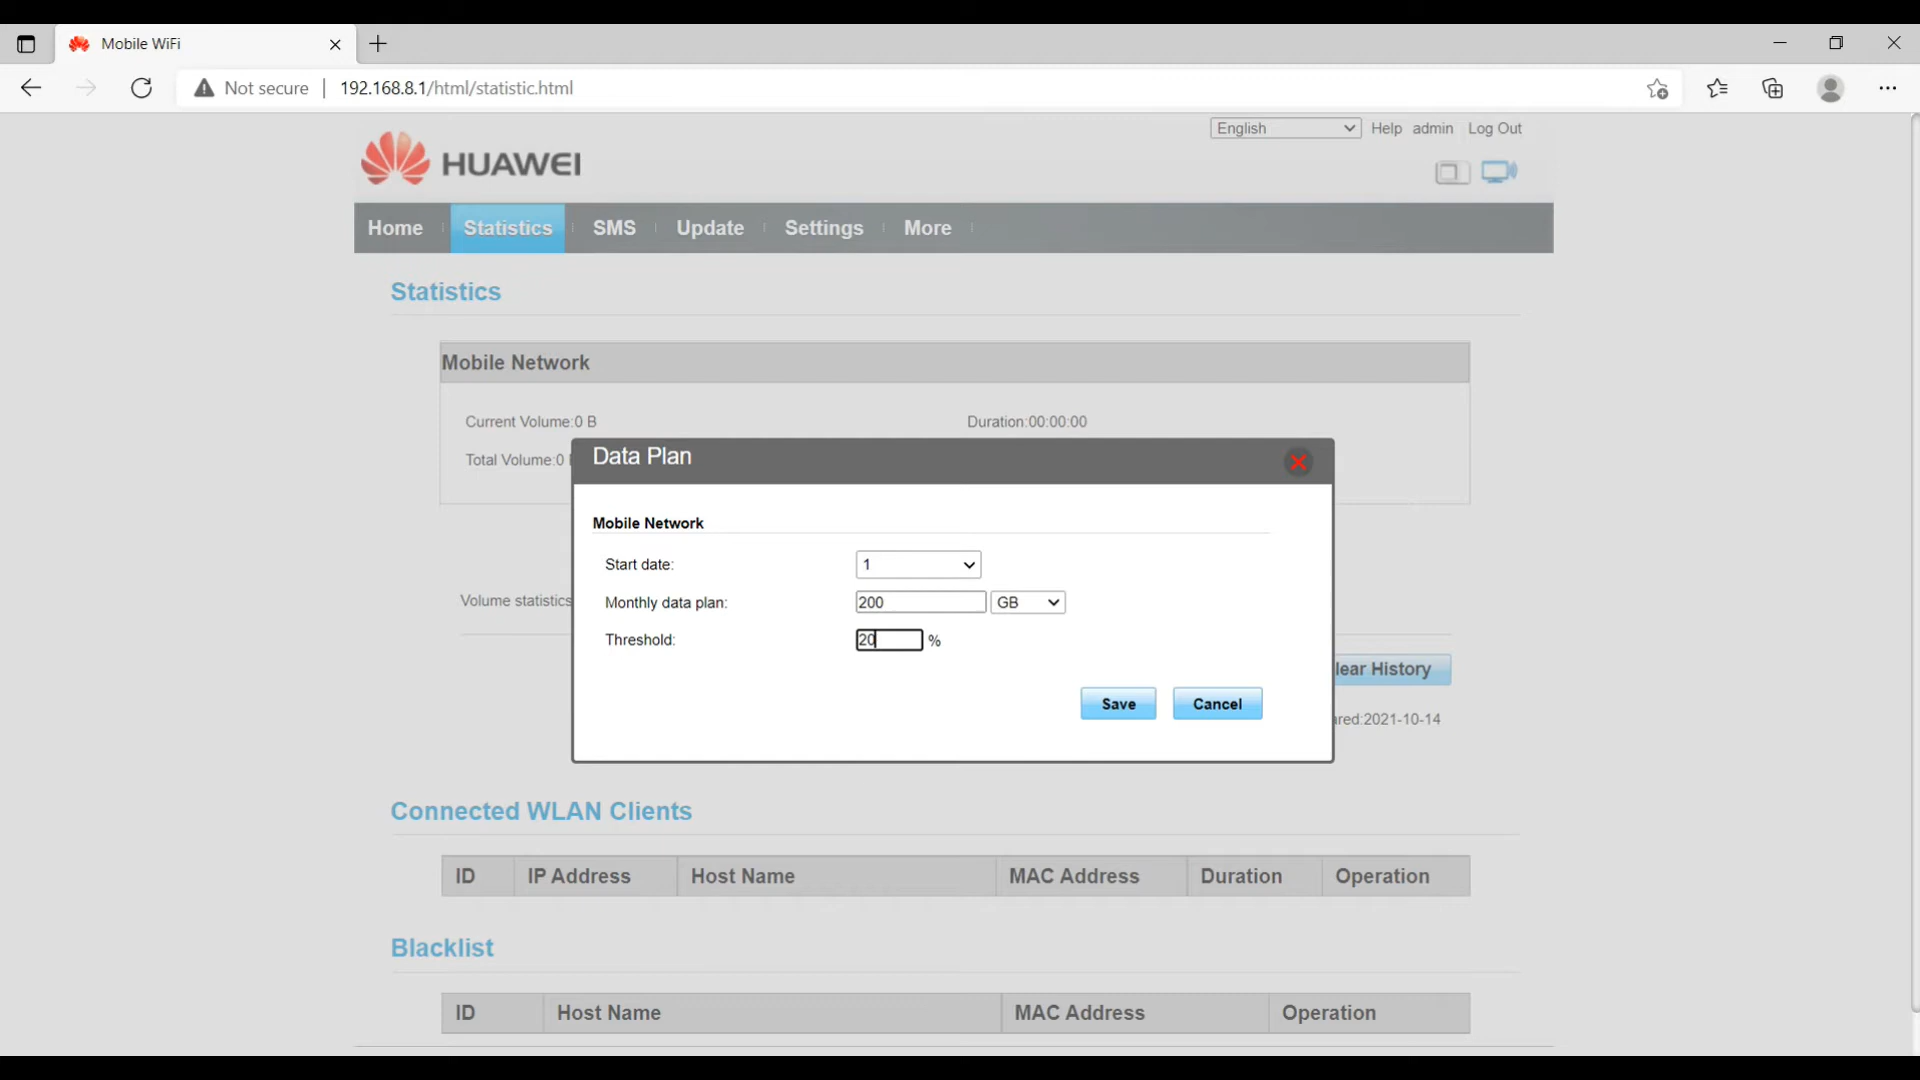 Mobile WiFi
Not secure 192.168.8.1/html/statistic.html
English Help admin Log Out
HUAWEI
Home Statistics SMS Update Settings More
Statistics
Mobile Network
Current Volume:0 B Duration:00:00:00
Total Volume:0
Data Plan
Mobile Network
Start date: 1
Monthly data plan: 200 GB
Threshold: 20 %
Save Cancel
Volume statistics
lear History
ared:2021-10-14
Connected WLAN Clients
ID IP Address Host Name MAC Address Duration Operation
Blacklist
ID Host Name MAC Address Operation